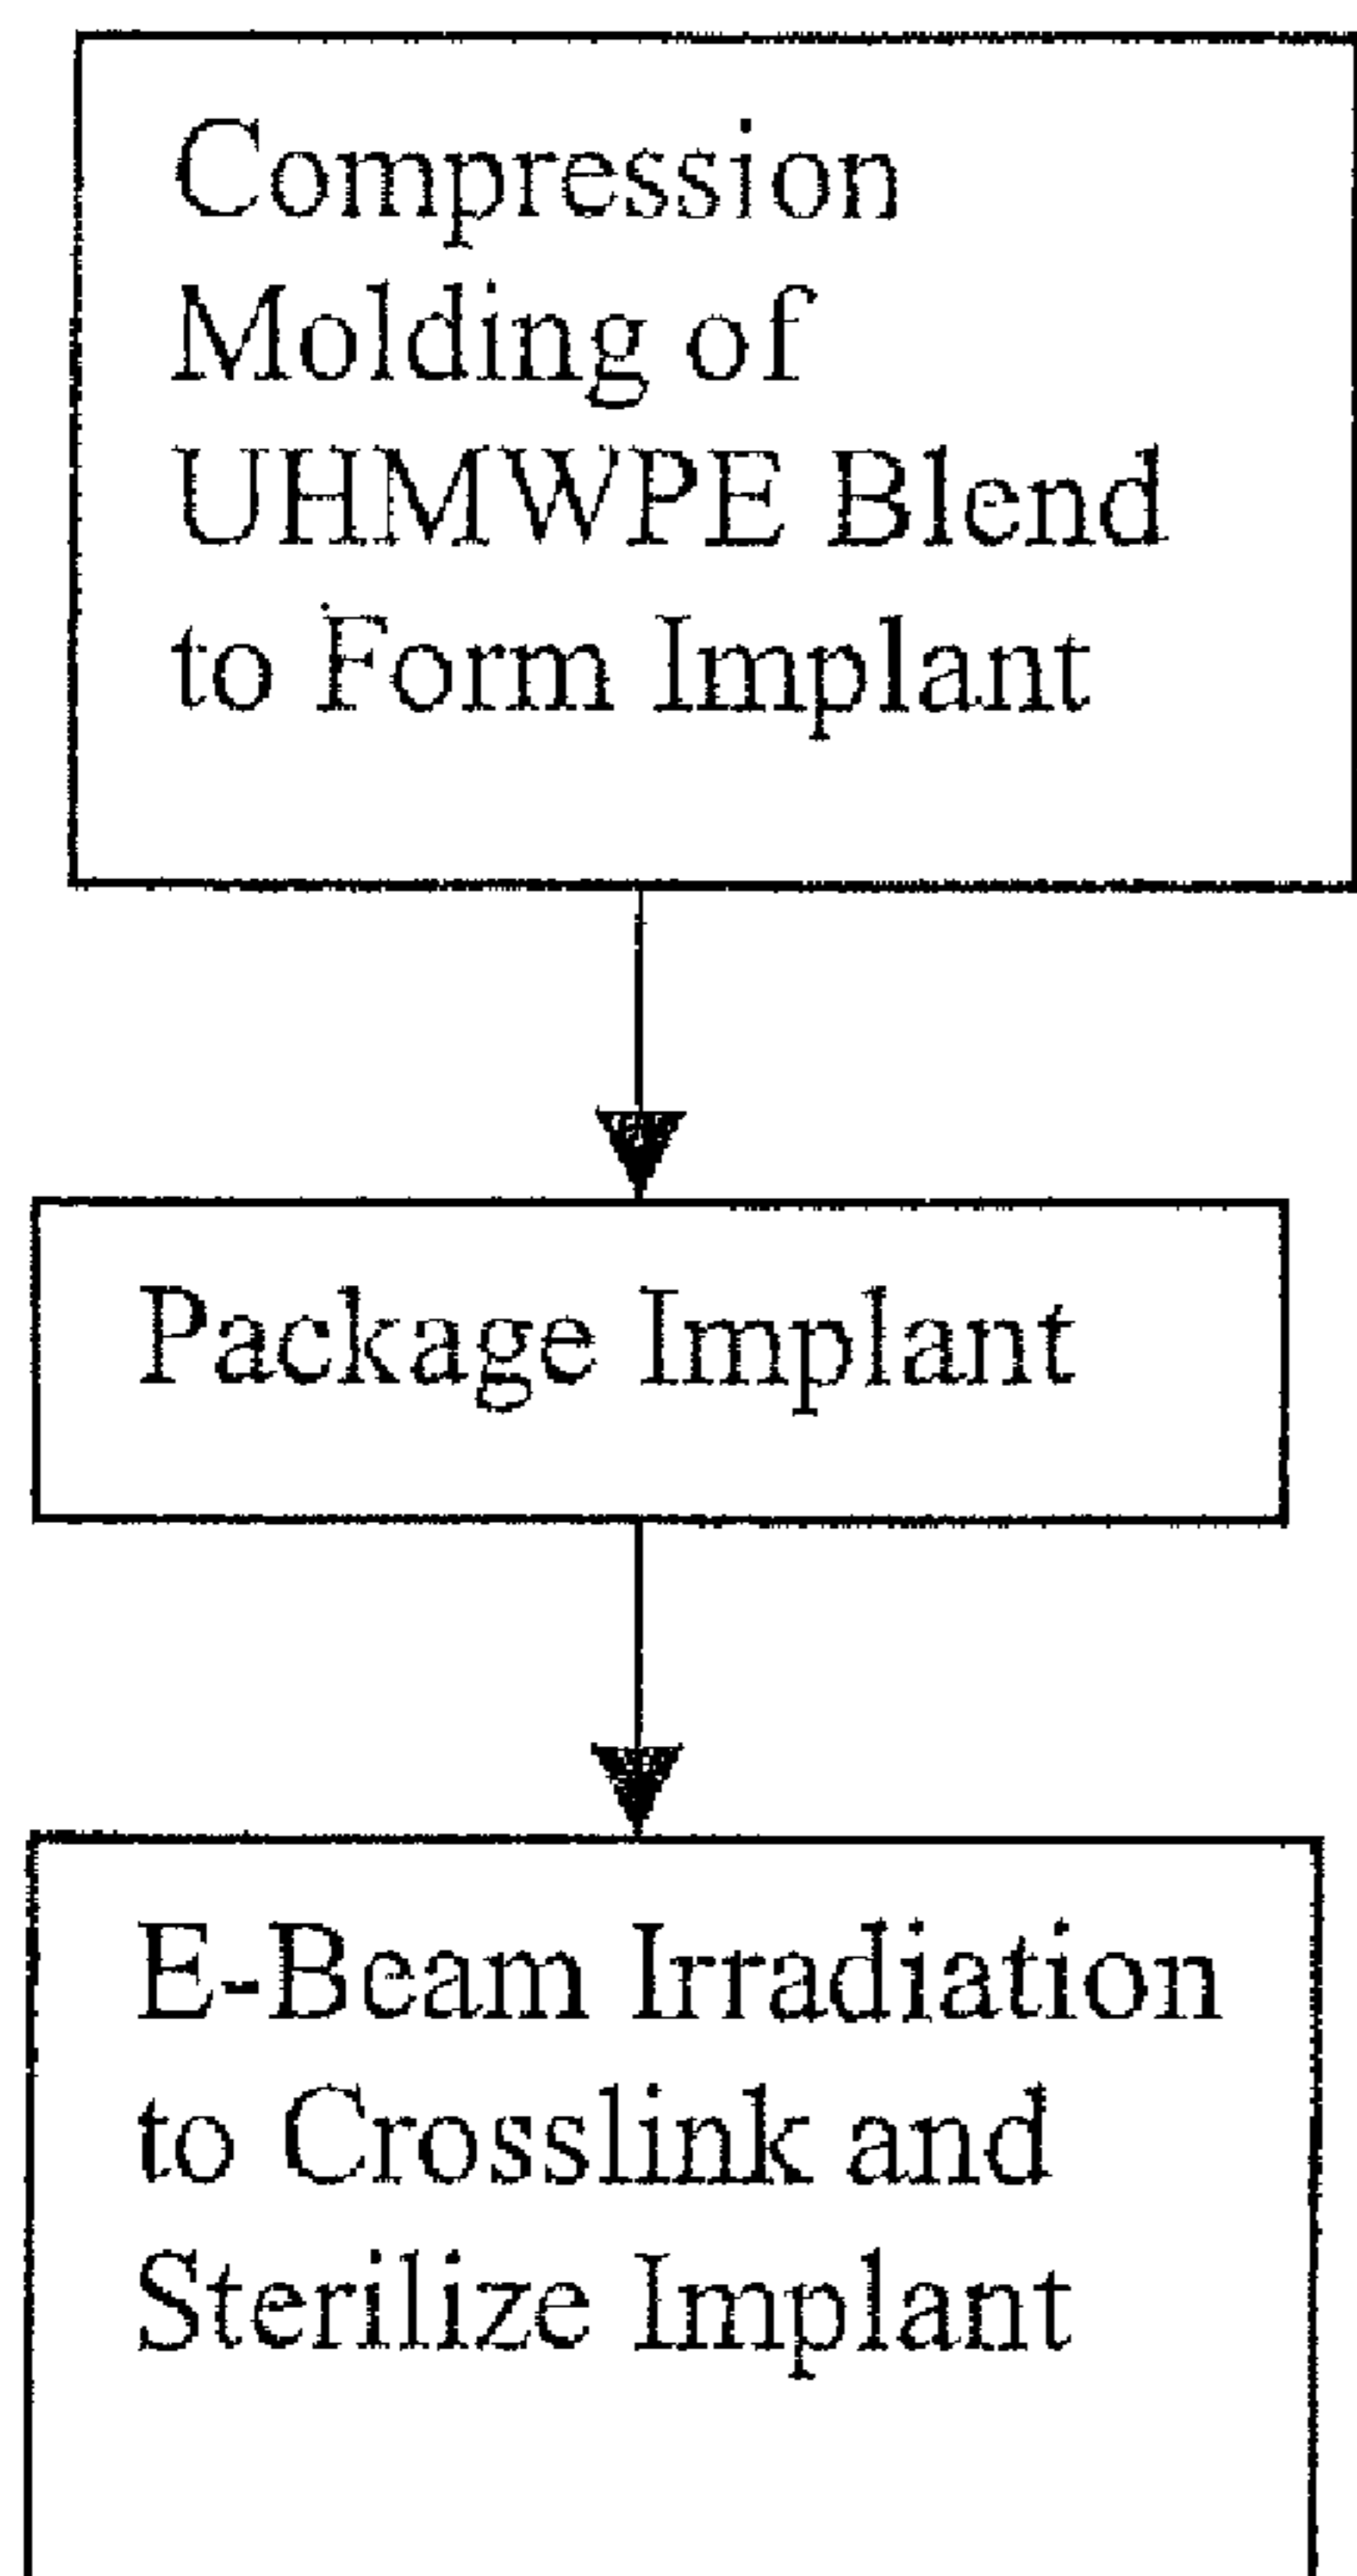 Compression
Molding of
UHMWPE Blend
to Form Implant
Package Implant
E-Beam Irradiation
to Crosslink and
Sterilize Implant